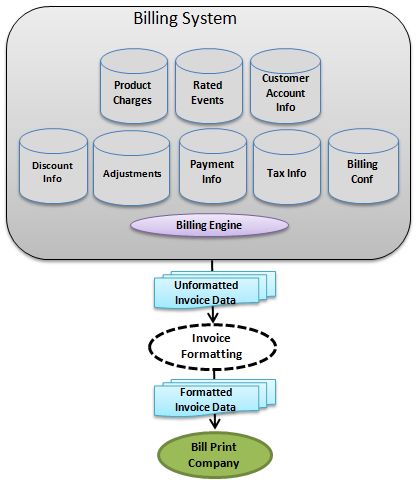 Billing System
Product
Charges
Rated
Events
Customer
Account
Info
Discount
Info
Adjustments
Payment
Info
Tax Info
Billing
Conf
Billing Engine
Unformatted
Invoice Data
Invoice
Formatting
Formatted
Invoice Data
Bill Print
Company